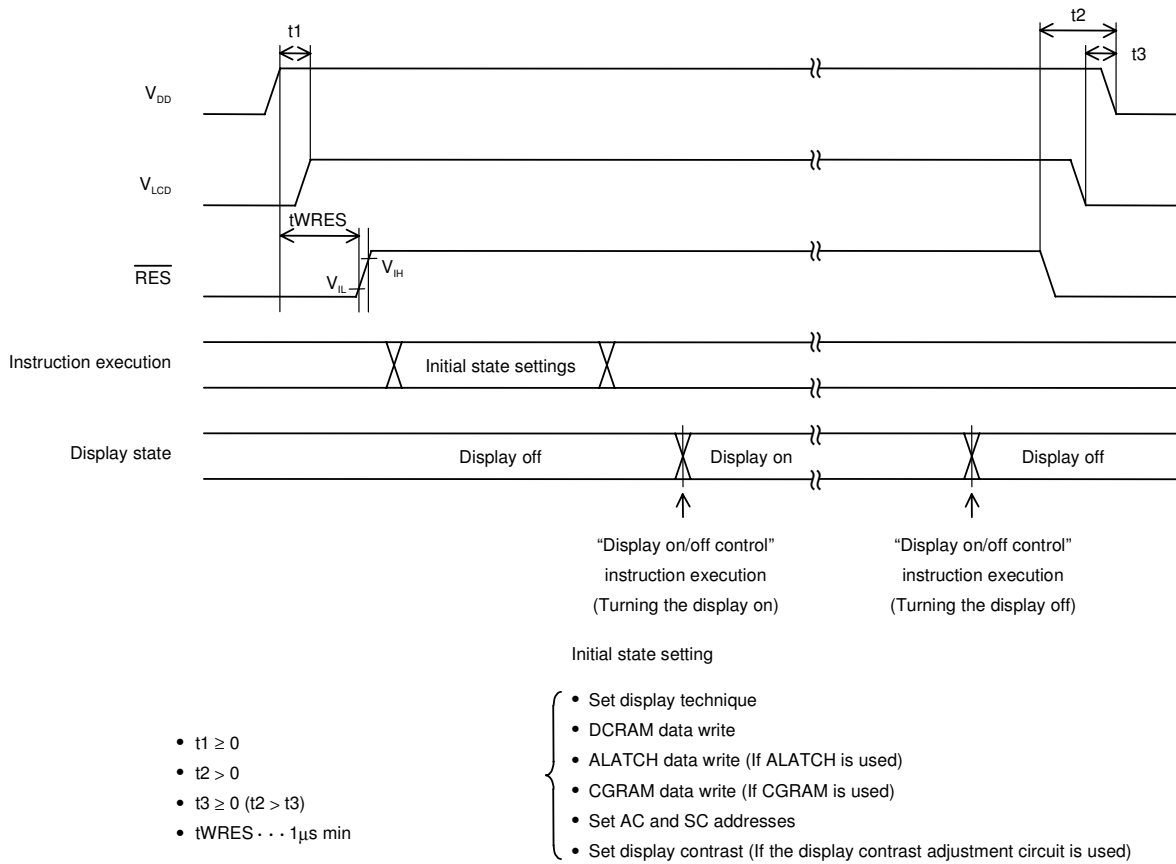 t1
t2
t3
VDD
VLCD
tWRES
RES
VIL
VIH
Instruction execution
Initial state settings
Display state
Display off
Display on
Display off
“Display on/off control”
instruction execution
(Turning the display on)
“Display on/off control”
instruction execution
(Turning the display off)
Initial state setting
• Set display technique
• DCRAM data write
• ALATCH data write (If ALATCH is used)
• CGRAM data write (If CGRAM is used)
• Set AC and SC addresses
• Set display contrast (If the display contrast adjustment circuit is used)
• t1 ≥ 0
• t2 > 0
• t3 ≥ 0 (t2 > t3)
• tWRES · · · 1μs min